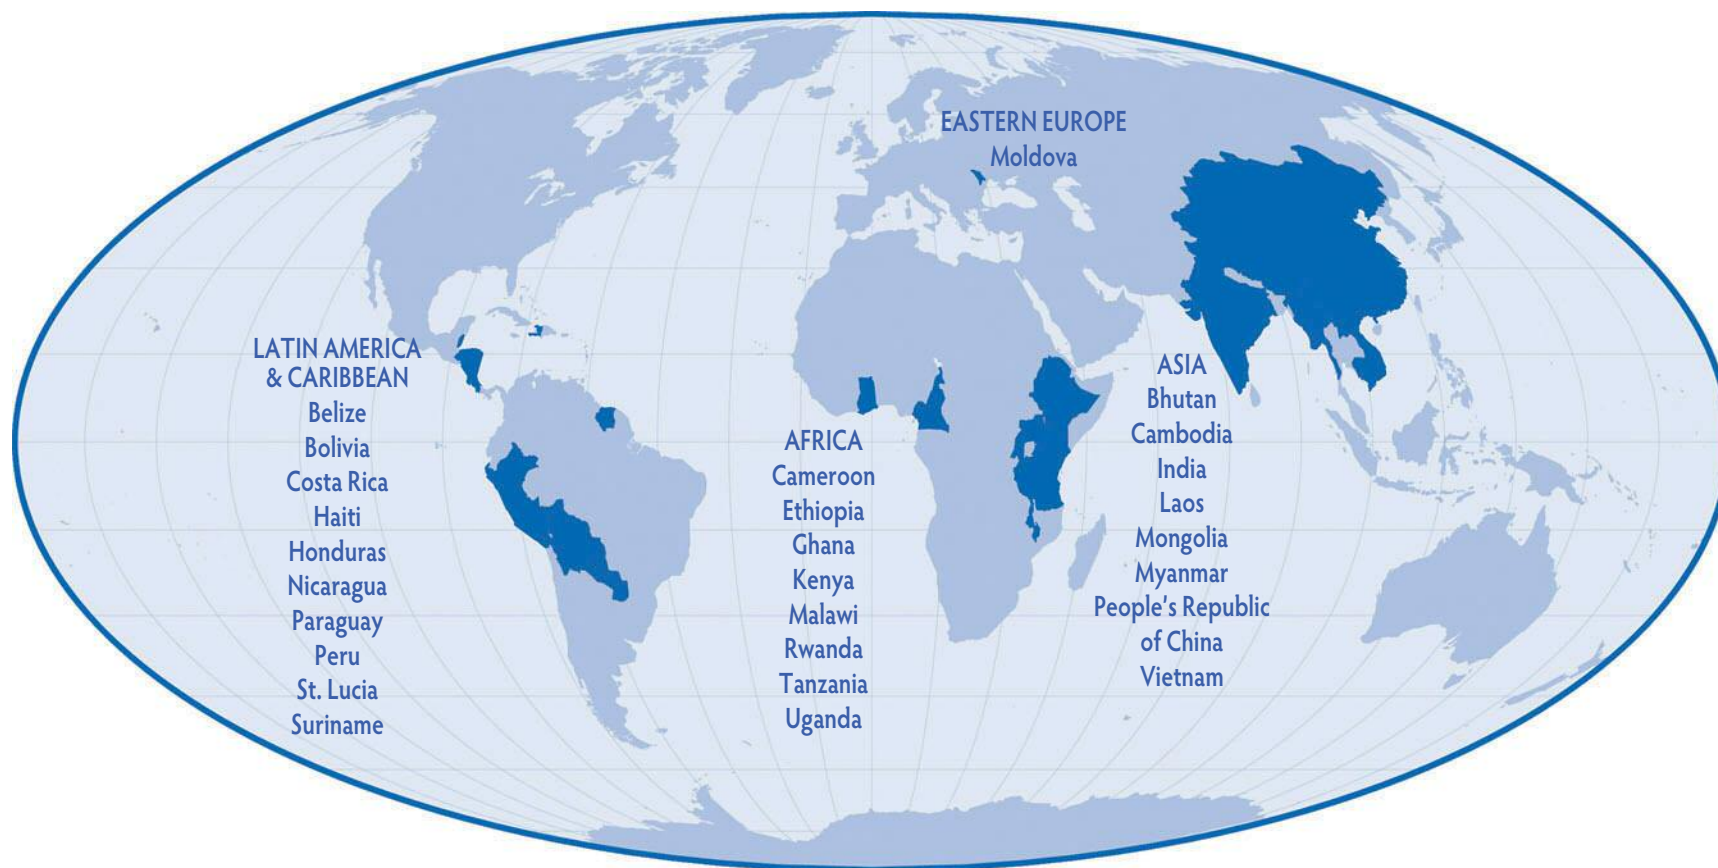 EASTERN EUROPE
Moldova
LATIN AMERICA
& CARIBBEAN
Belize
Bolivia
Costa Rica
Haiti
Honduras
Nicaragua
Paraguay
Peru
St. Lucia
Suriname
AFRICA
Cameroon
Ethiopia
Ghana
Kenya
Malawi
Rwanda
Tanzania
Uganda
ASIA
Bhutan
Cambodia
India
Laos
Mongolia
Myanmar
People’s Republic
of China
Vietnam